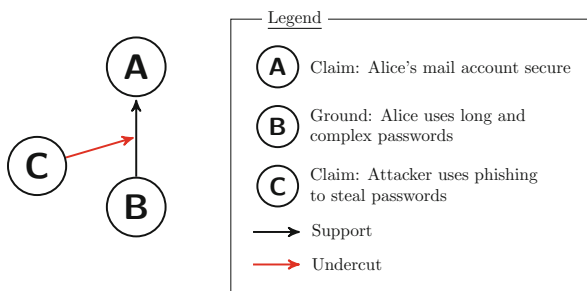 A
C
B
Legend
A
Claim: Alice's mail account secure
B
Ground: Alice uses long and
complex passwords
C
Claim: Attacker uses phishing
to steal passwords
Support
Undercut